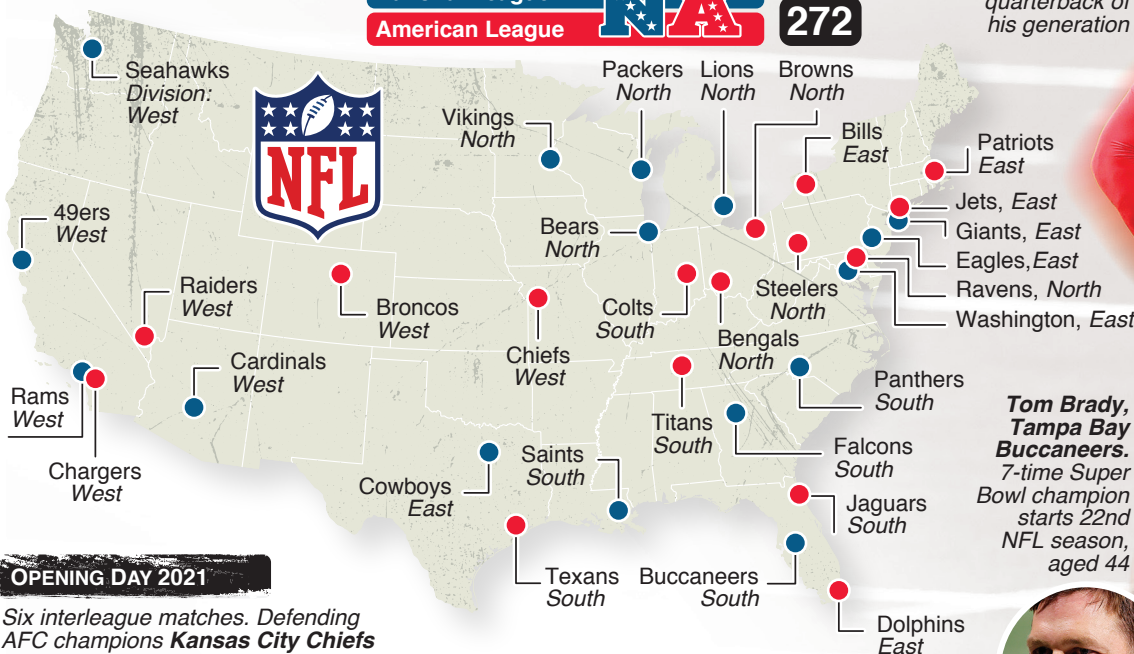 American League
NA
272
quarterback of
his generation
Seahawks
Division:
West
NFL
Vikings
North
Packers
North
Lions
North
Browns
North
Bills
East
Patriots
East
Jets, East
Giants, East
Eagles, East
Ravens, North
Washington, East
49ers
West
Bears
North
Raiders
West
Broncos
West
Colts
South
Steelers
North
Bengals
North
Chiefs
West
Cardinals
West
Rams
West
Chargers
West
Titans
South
Panthers
South
Falcons
South
Cowboys
East
Saints
South
Jaguars
South
Texans
South
Buccaneers
South
Dolphins
East
Tom Brady,
Tampa Bay
Buccaneers.
7-time Super
Bowl champion
starts 22nd
NFL season,
aged 44
OPENING DAY 2021
Six interleague matches. Defending
AFC champions Kansas City Chiefs